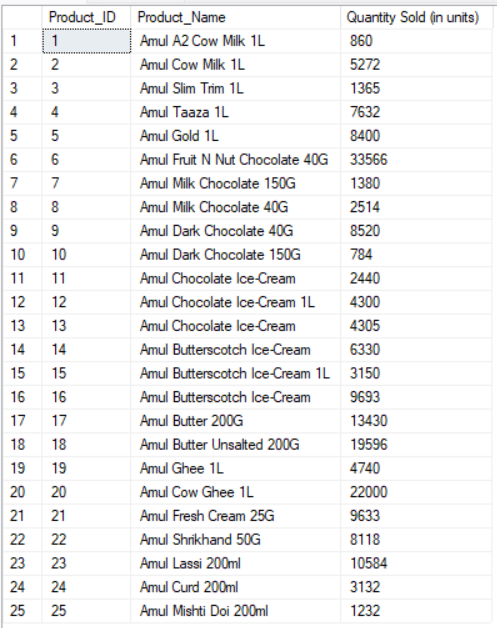 Product_ID Product_Name Quantity Sold (in units)
1 1 Amul A2 Cow Milk 1L 860
2 2 Amul Cow Milk 1L 5272
3 3 Amul Slim Trim 1L 1365
4 4 Amul Taaza 1L 7632
5 5 Amul Gold 1L 8400
6 6 Amul Fruit N Nut Chocolate 40G 33566
7 7 Amul Milk Chocolate 150G 1380
8 8 Amul Milk Chocolate 40G 2514
9 9 Amul Dark Chocolate 40G 8520
10 10 Amul Dark Chocolate 150G 784
11 11 Amul Chocolate Ice-Cream 2440
12 12 Amul Chocolate Ice-Cream 1L 4300
13 13 Amul Chocolate Ice-Cream 4305
14 14 Amul Butterscotch Ice-Cream 6330
15 15 Amul Butterscotch Ice-Cream 1L 3150
16 16 Amul Butterscotch Ice-Cream 9693
17 17 Amul Butter 200G 13430
18 18 Amul Butter Unsalted 200G 19596
19 19 Amul Ghee 1L 4740
20 20 Amul Cow Ghee 1L 22000
21 21 Amul Fresh Cream 25G 9633
22 22 Amul Shrikhand 50G 8118
23 23 Amul Lassi 200ml 10584
24 24 Amul Curd 200ml 3132
25 25 Amul Mishti Doi 200ml 1232